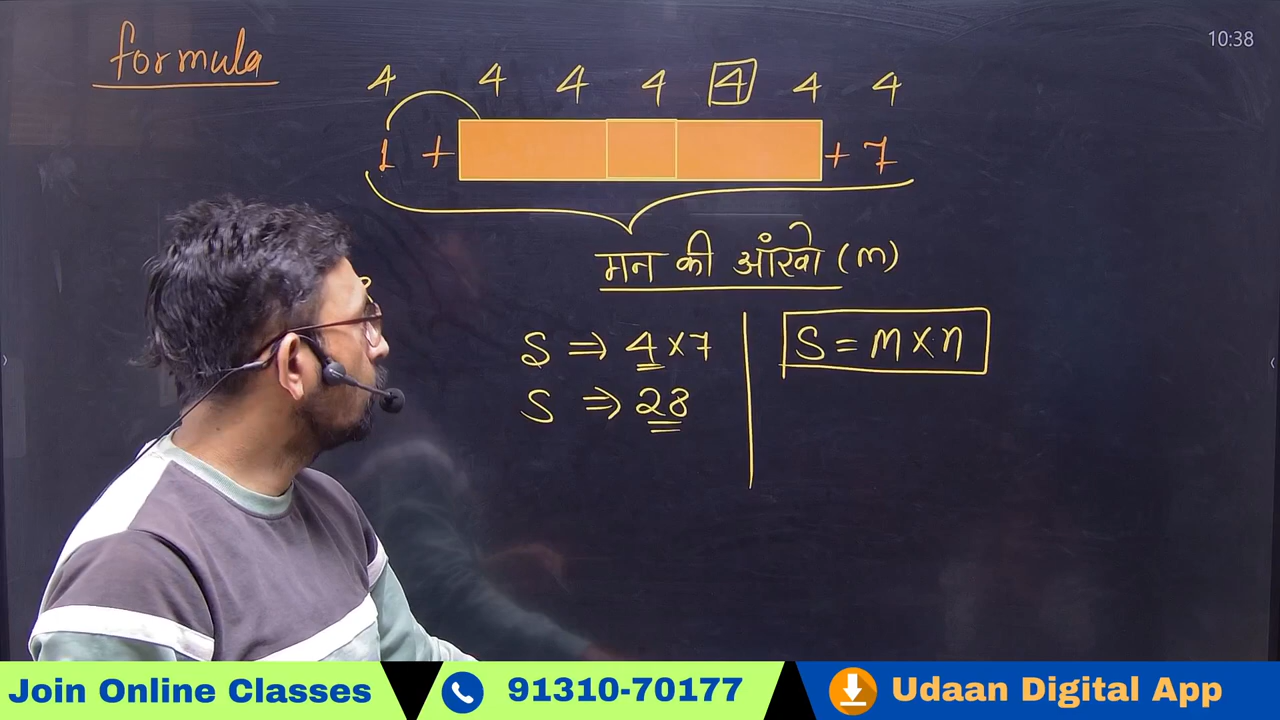 formula
10:38
4 4 4 4 4 4 4
1 + + 7
मन की आंखो (m)
S ⇒ 4×7
S = m×n
S ⇒ 28
Join Online Classes
91310-70177
Udaan Digital App